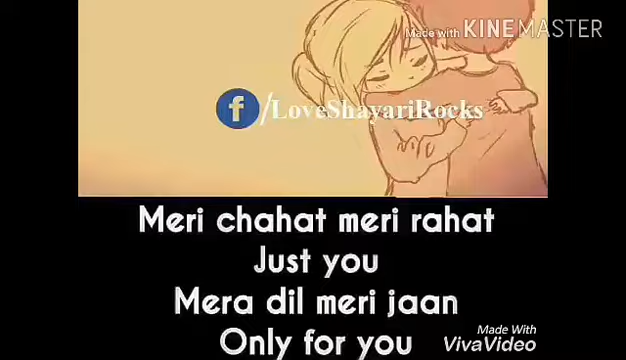 Made with KINEMASTER
f/LoveShayariRocks
Meri chahat meri rahat
Just you
Mera dil meri jaan
Only for you
Made With
VivaVideo